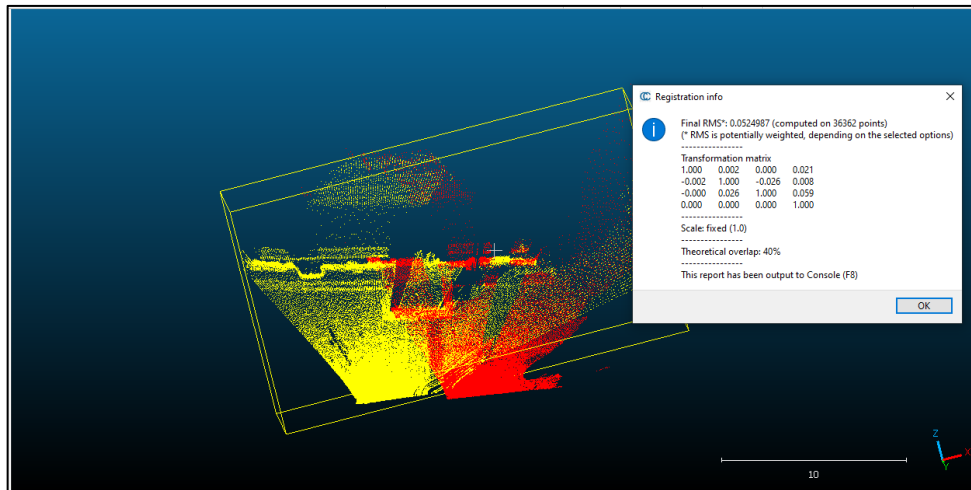 Registration info
Final RMS*: 0.0524987 (computed on 36362 points)
(* RMS is potentially weighted, depending on the selected options)
----------------
Transformation matrix
1.000 0.002 0.000 0.021
-0.002 1.000 -0.026 0.008
-0.000 0.026 1.000 0.059
0.000 0.000 0.000 1.000
----------------
Scale: fixed (1.0)
----------------
Theoretical overlap: 40%
----------------
This report has been output to Console (F8)
OK
Z
X
Y
10